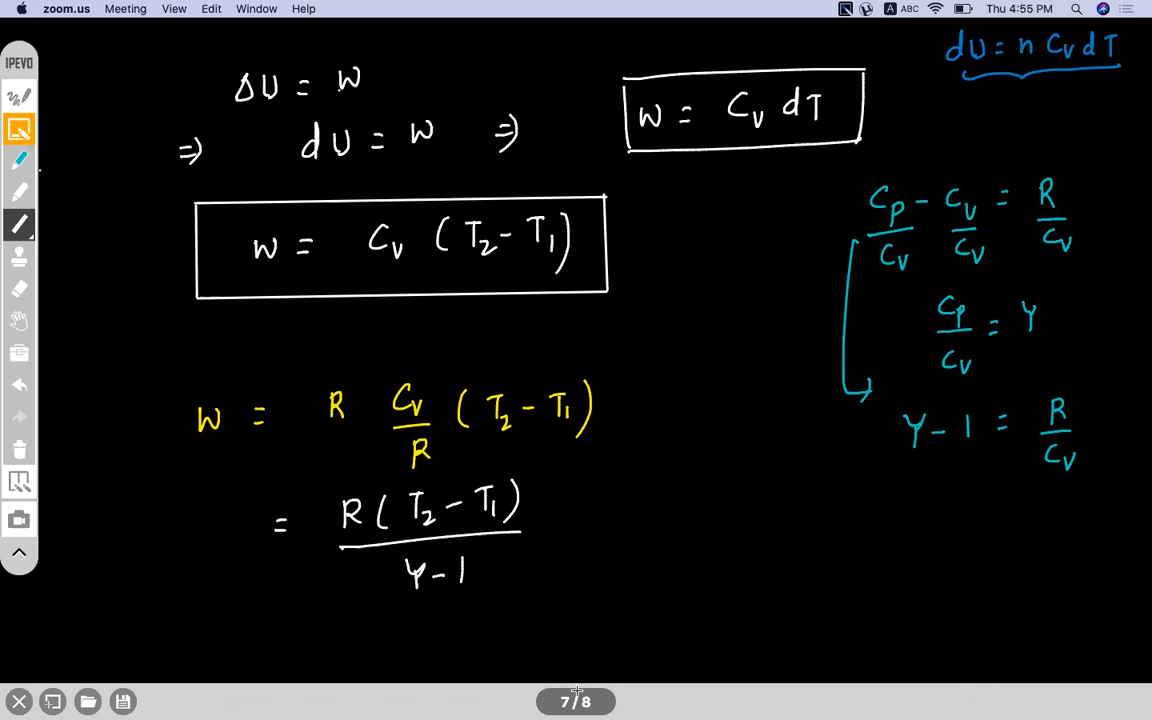 zoom.us Meeting View Edit Window Help ABC Thu 4:55 PM
IPEVO
dU = n Cv dT
ΔU = W
⇒ dU = W ⇒ W = Cv dT
W = Cv (T2 - T1)
Cp/Cv - Cv/Cv = R/Cv
Cp/Cv = γ
γ - 1 = R/Cv
W = R Cv/R (T2 - T1)
= R(T2 - T1)/γ - 1
7/8